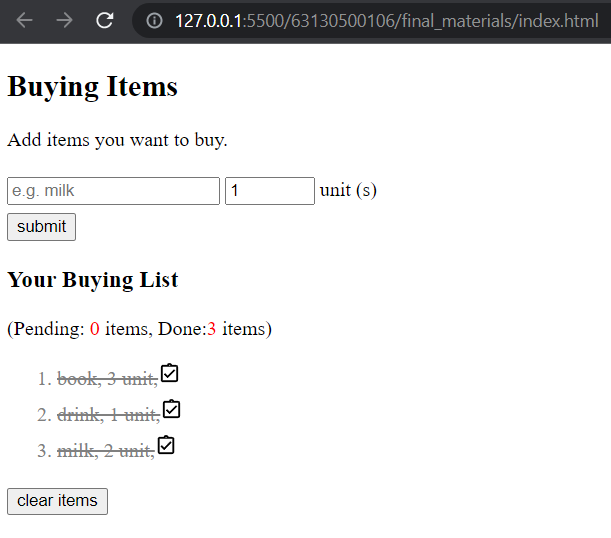 127.0.0.1:5500/63130500106/final_materials/index.html
Buying Items
Add items you want to buy.
e.g. milk 1 unit (s)
submit
Your Buying List
(Pending: 0 items, Done:3 items)
1. book, 3 unit,
2. drink, 1 unit,
3. milk, 2 unit,
clear items